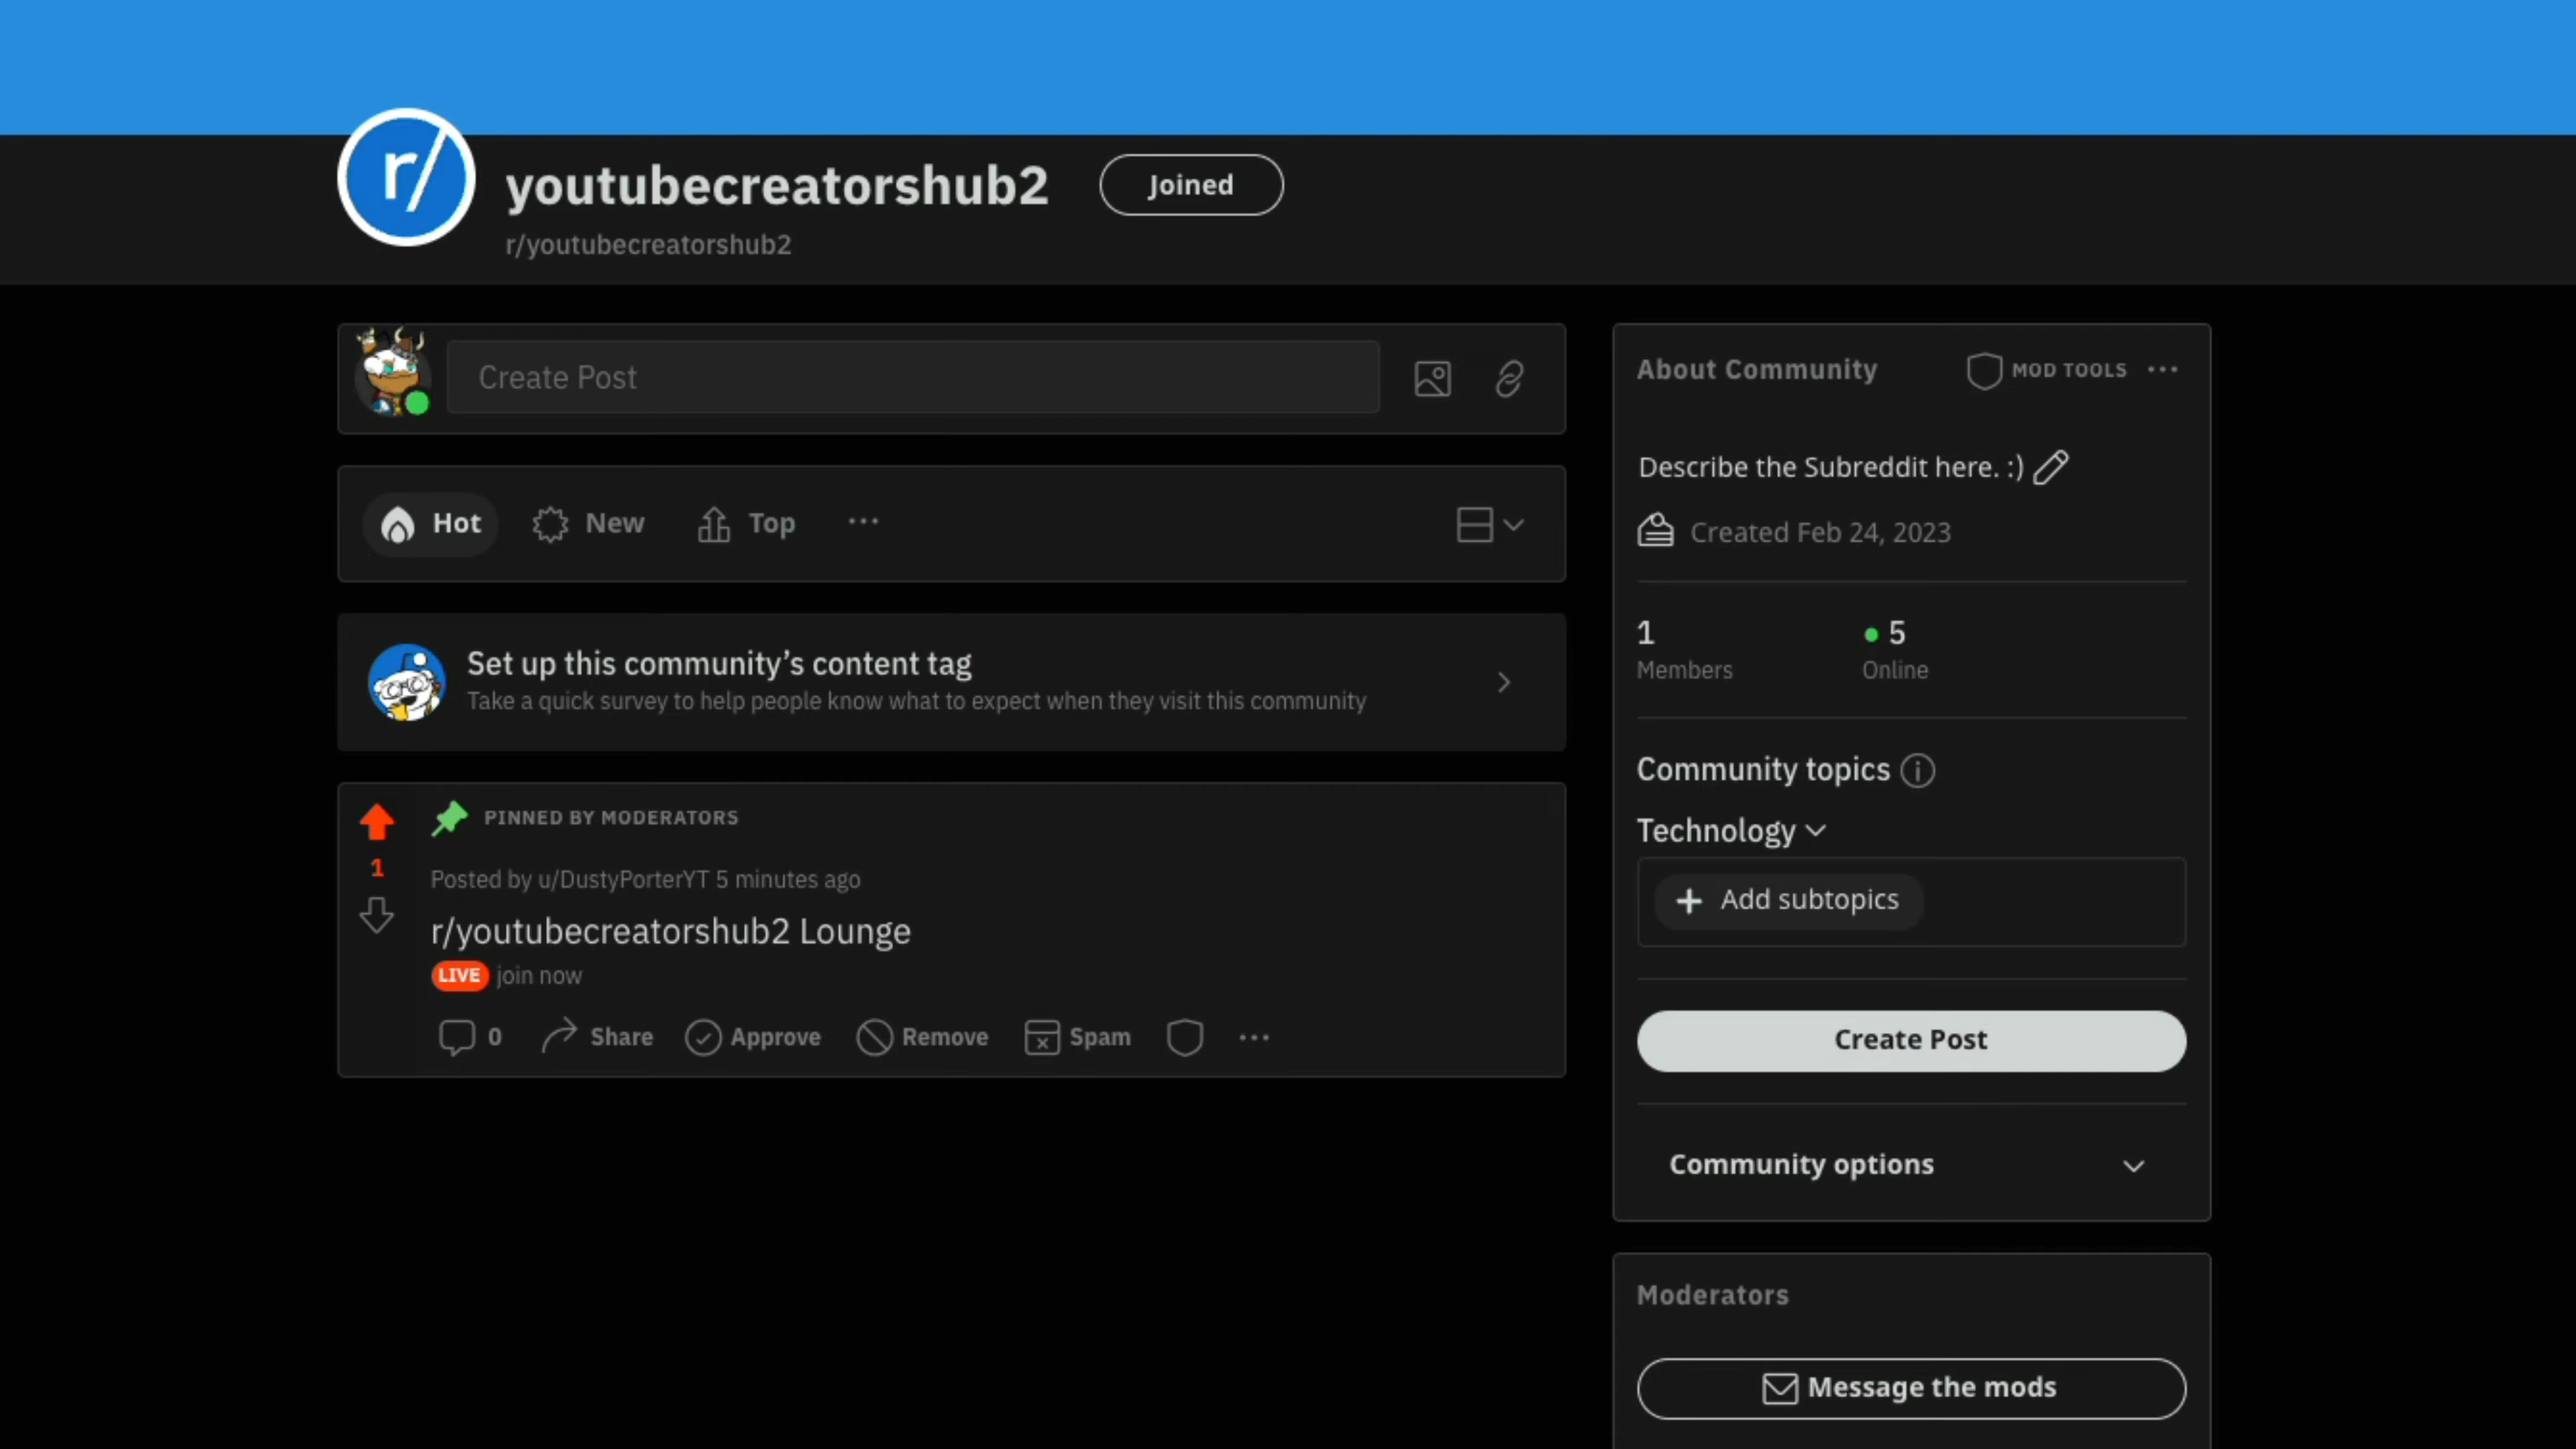 r/
youtubecreatorshub2
Joined
r/youtubecreatorshub2
Create Post
Hot
New
Top
Set up this community’s content tag
Take a quick survey to help people know what to expect when they visit this community
PINNED BY MODERATORS
1
Posted by u/DustyPorterYT 5 minutes ago
r/youtubecreatorshub2 Lounge
LIVE join now
0 Share Approve Remove Spam
About Community
MOD TOOLS
Describe the Subreddit here. :)
Created Feb 24, 2023
1
Members
5
Online
Community topics
Technology
Add subtopics
Create Post
Community options
Moderators
Message the mods